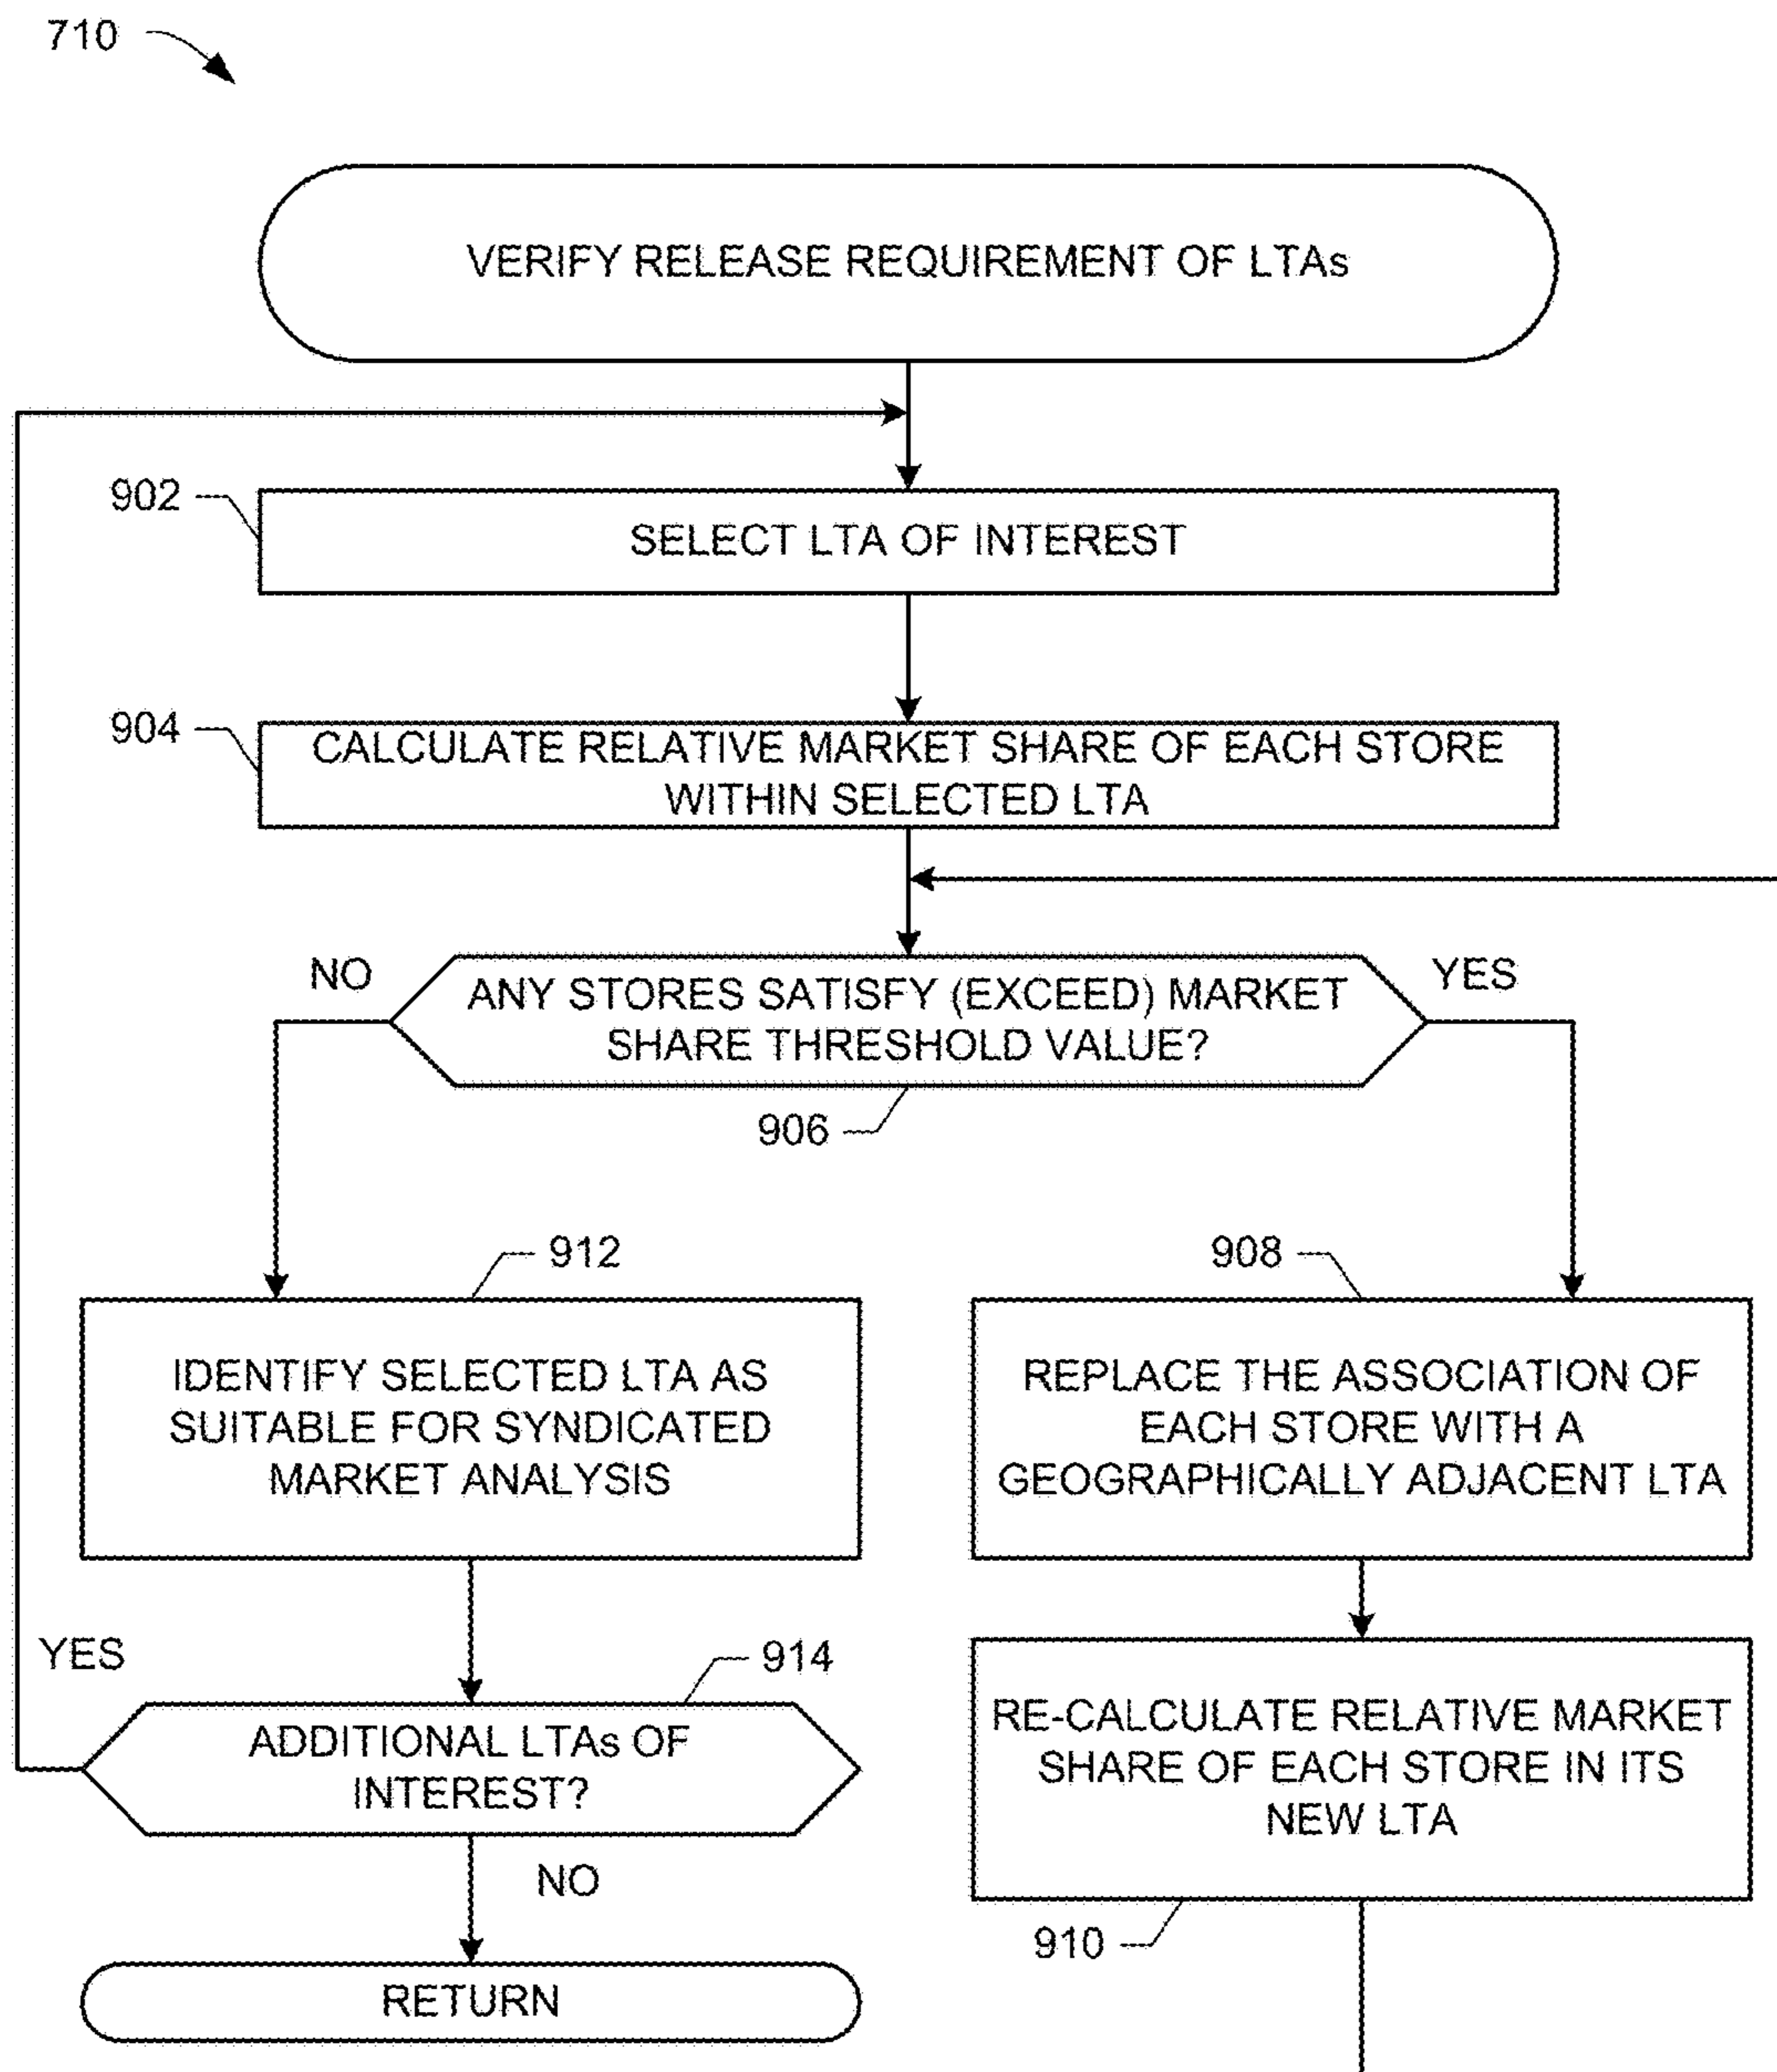 710
VERIFY RELEASE REQUIREMENT OF LTAs
902
SELECT LTA OF INTEREST
904
CALCULATE RELATIVE MARKET SHARE OF EACH STORE
WITHIN SELECTED LTA
NO
YES
ANY STORES SATISFY (EXCEED) MARKET
SHARE THRESHOLD VALUE?
906
912
IDENTIFY SELECTED LTA AS
SUITABLE FOR SYNDICATED
MARKET ANALYSIS
908
REPLACE THE ASSOCIATION OF
EACH STORE WITH A
GEOGRAPHICALLY ADJACENT LTA
YES
914
ADDITIONAL LTAs OF
INTEREST?
NO
RE-CALCULATE RELATIVE MARKET
SHARE OF EACH STORE IN ITS
NEW LTA
910
RETURN